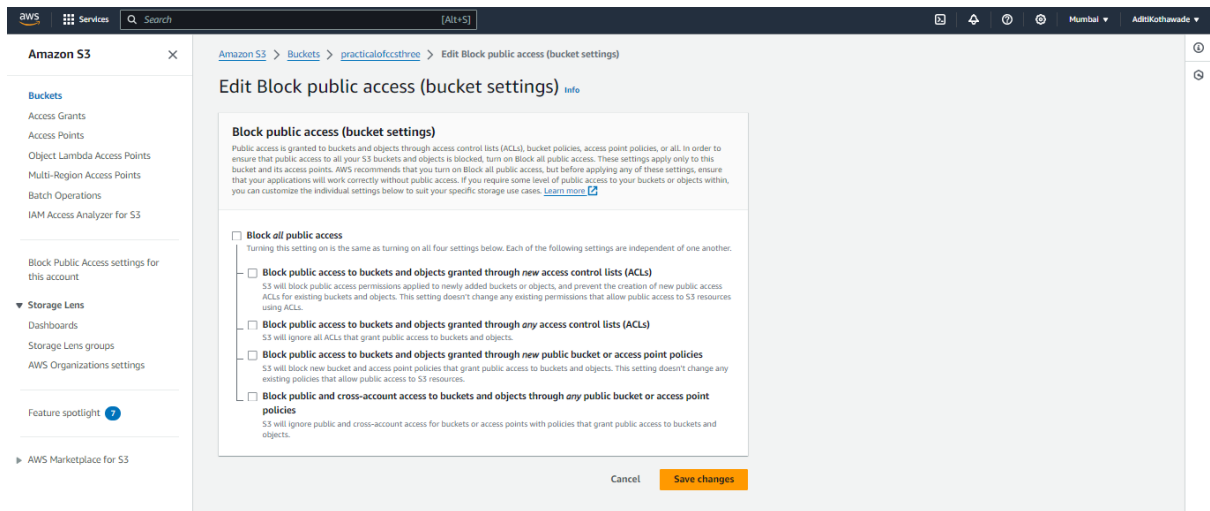 aws
Services
Search
[Alt+S]
Mumbai
AditiKothawade
Amazon S3
Buckets
Access Grants
Access Points
Object Lambda Access Points
Multi-Region Access Points
Batch Operations
IAM Access Analyzer for S3
Block Public Access settings for
this account
Storage Lens
Dashboards
Storage Lens groups
AWS Organizations settings
Feature spotlight 7
AWS Marketplace for S3
Amazon S3 > Buckets > practicalofccsthree > Edit Block public access (bucket settings)
Edit Block public access (bucket settings) Info
Block public access (bucket settings)
Public access is granted to buckets and objects through access control lists (ACLs), bucket policies, access point policies, or all. In order to
ensure that public access to all your S3 buckets and objects is blocked, turn on Block all public access. These settings apply only to this
bucket and its access points. AWS recommends that you turn on Block all public access, but before applying any of these settings, ensure
that your applications will work correctly without public access. If you require some level of public access to your buckets or objects within,
you can customize the individual settings below to suit your specific storage use cases. Learn more
Block all public access
Turning this setting on is the same as turning on all four settings below. Each of the following settings are independent of one another.
Block public access to buckets and objects granted through new access control lists (ACLs)
S3 will block public access permissions applied to newly added buckets or objects, and prevent the creation of new public access
ACLs for existing buckets and objects. This setting doesn't change any existing permissions that allow public access to S3 resources
using ACLs.
Block public access to buckets and objects granted through any access control lists (ACLs)
S3 will ignore all ACLs that grant public access to buckets and objects.
Block public access to buckets and objects granted through new public bucket or access point policies
S3 will block new bucket and access point policies that grant public access to buckets and objects. This setting doesn't change any
existing policies that allow public access to S3 resources.
Block public and cross-account access to buckets and objects through any public bucket or access point
policies
S3 will ignore public and cross-account access for buckets or access points with policies that grant public access to buckets and
objects.
Cancel
Save changes